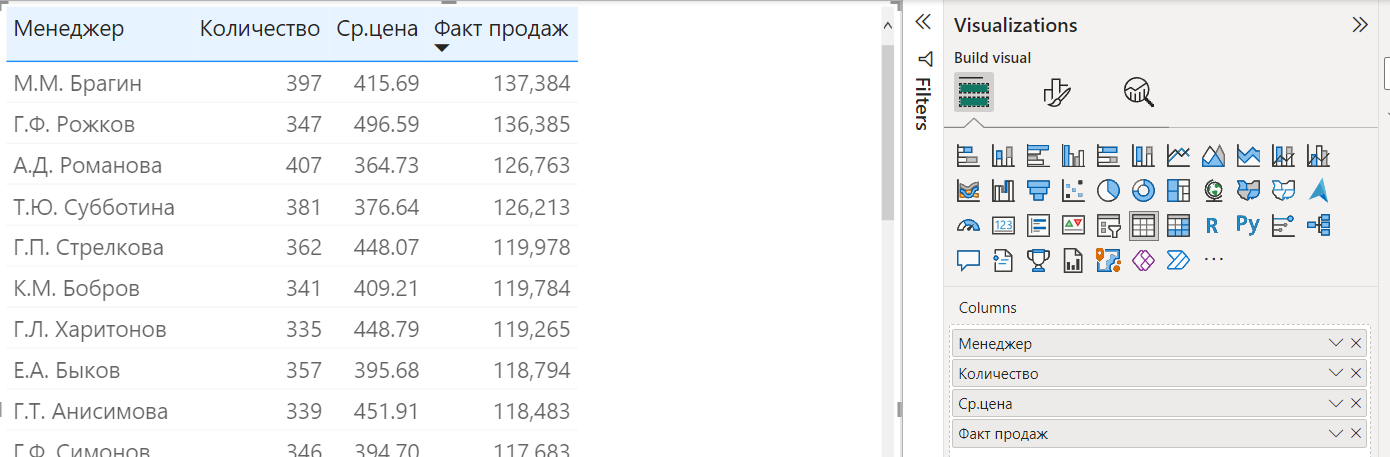 Менеджер Количество Ср.цена Факт продаж
М.М. Брагин 397 415.69 137,384
Г.Ф. Рожков 347 496.59 136,385
А.Д. Романова 407 364.73 126,763
Т.Ю. Субботина 381 376.64 126,213
Г.П. Стрелкова 362 448.07 119,978
К.М. Бобров 341 409.21 119,784
Г.Л. Харитонов 335 448.79 119,265
Е.А. Быков 357 395.68 118,794
Г.Т. Анисимова 339 451.91 118,483
Г.Ф. Симонов 346 394.70 117,683
Filters
Visualizations
Build visual
123
R Py
Columns
Менеджер
Количество
Ср.цена
Факт продаж